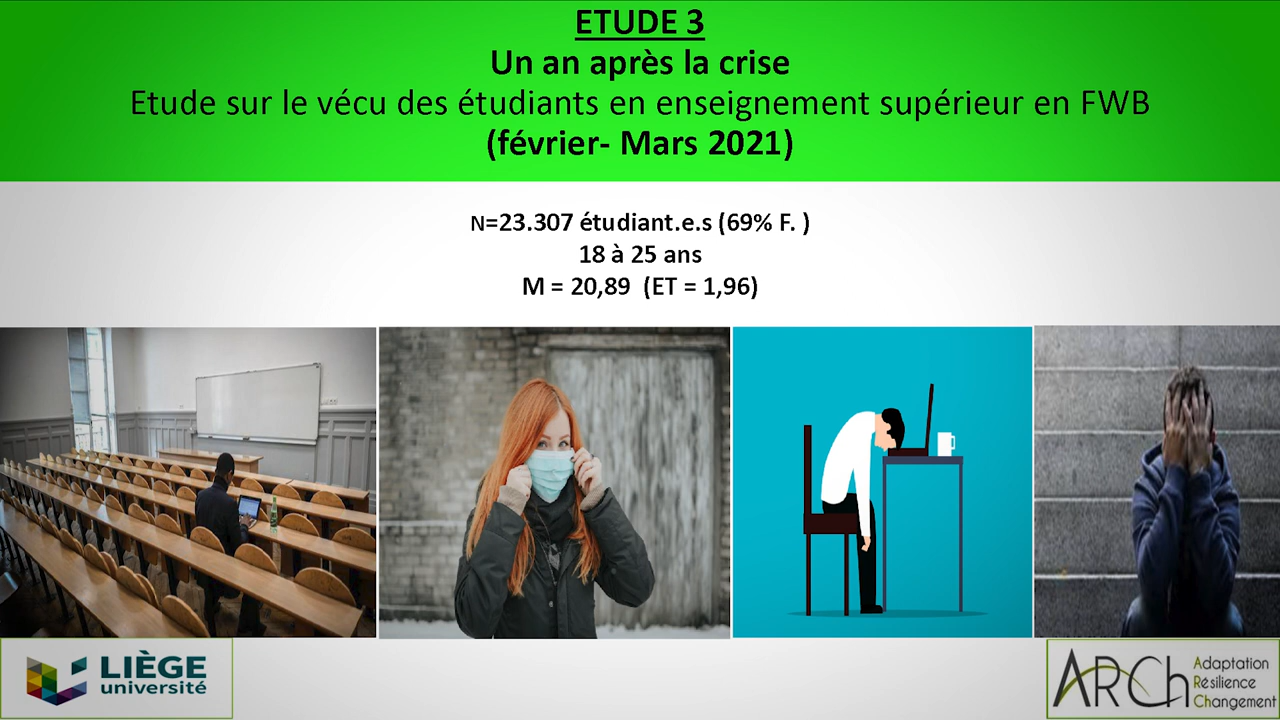 ETUDE 3
Un an après la crise
Etude sur le vécu des étudiants en enseignement supérieur en FWB
(février- Mars 2021)
N=23.307 étudiant.e.s (69% F. )
18 à 25 ans
M = 20,89 (ET = 1,96)
LIÈGE
université
ARCh
Adaptation
Résilience
Changement